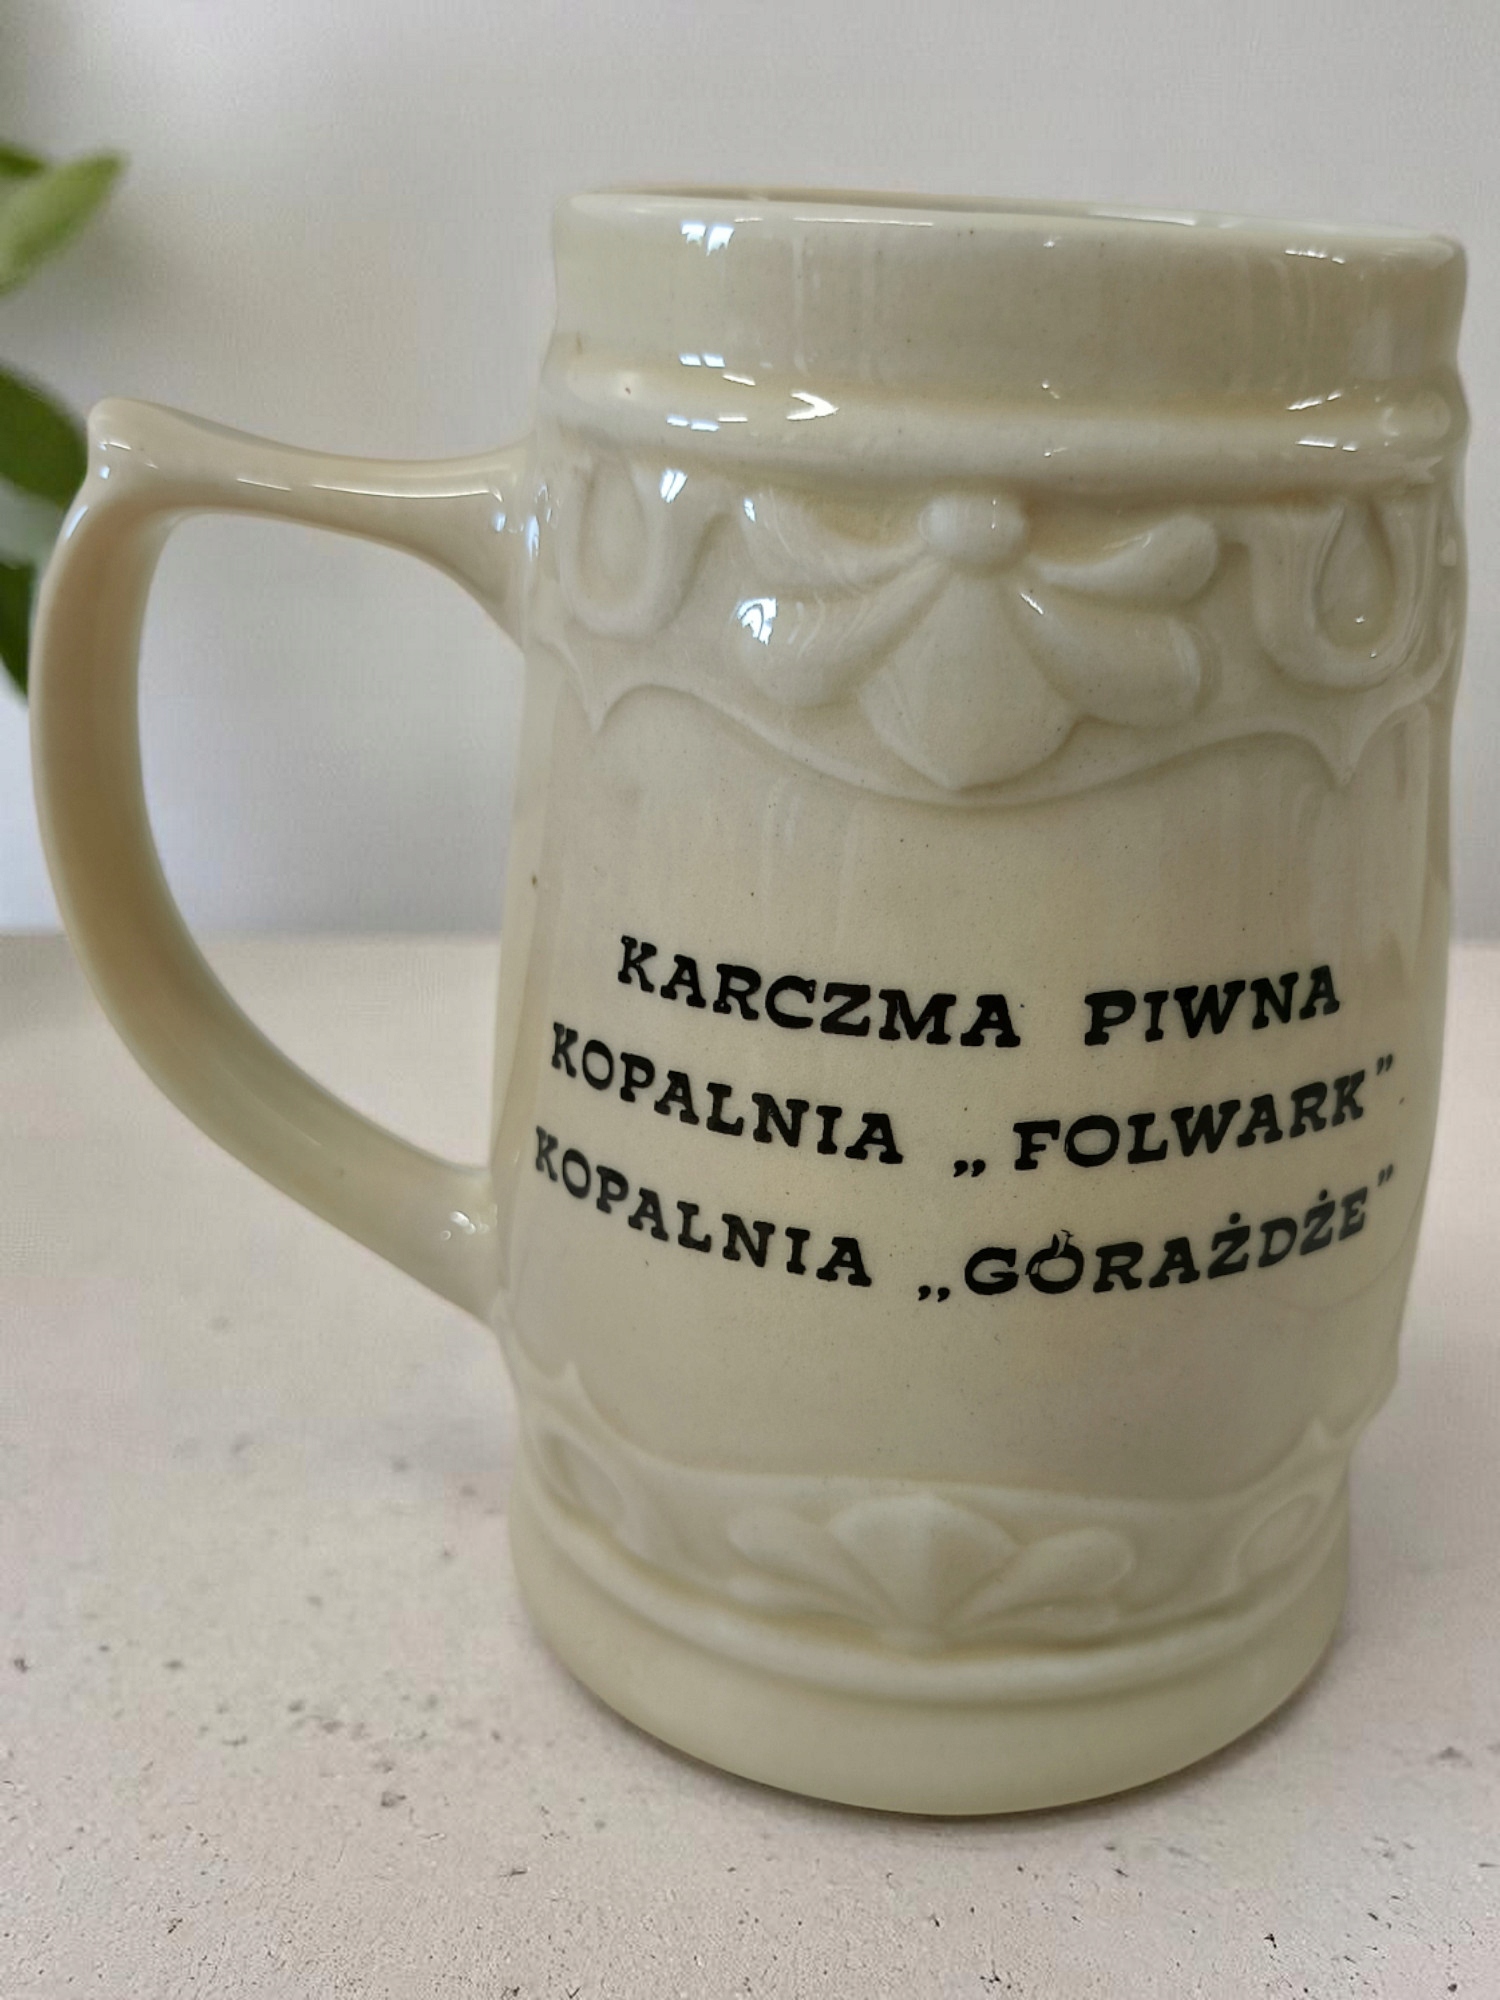 KARCZMA PIWNA
KOPALNIA „FOLWARK”
KOPALNIA „GÓRAŻDŻE”